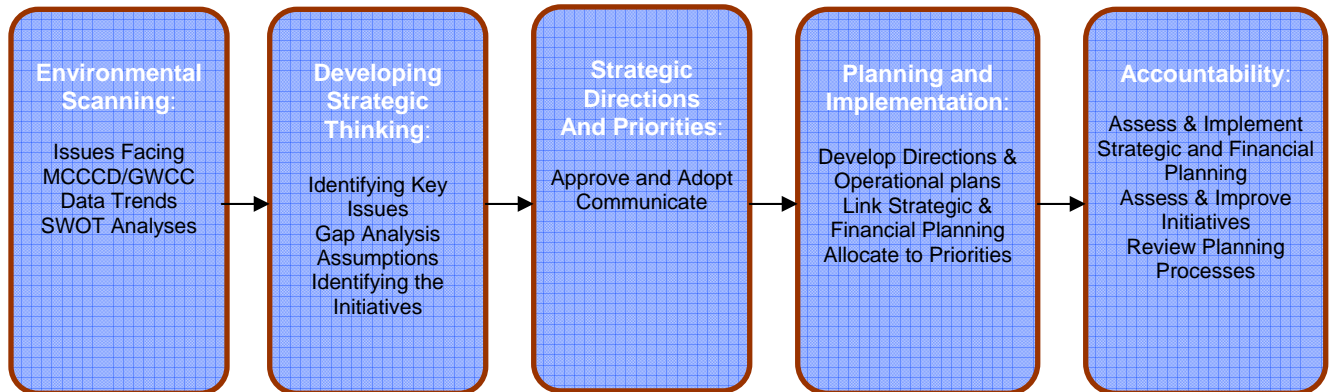 Environmental
Scanning:
Issues Facing
MCCCD/GWCC
Data Trends
SWOT Analyses
Developing
Strategic
Thinking:
Identifying Key
Issues
Gap Analysis
Assumptions
Identifying the
Initiatives
Strategic
Directions
And Priorities:
Approve and Adopt
Communicate
Planning and
Implementation:
Develop Directions &
Operational plans
Link Strategic &
Financial Planning
Allocate to Priorities
Accountability:
Assess & Implement
Strategic and Financial
Planning
Assess & Improve
Initiatives
Review Planning
Processes